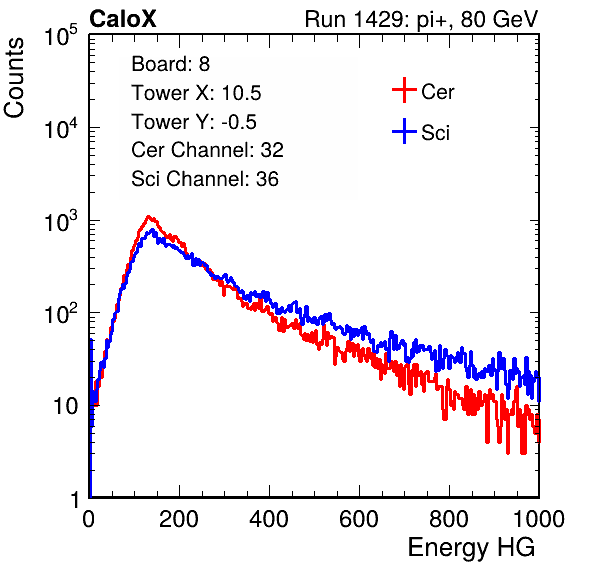 CaloX Run 1429: pi+, 80 GeV
Counts
10^5
10^4
10^3
10^2
10
1
Board: 8
Tower X: 10.5
Tower Y: -0.5
Cer Channel: 32
Sci Channel: 36
Cer
Sci
0 200 400 600 800 1000
Energy HG